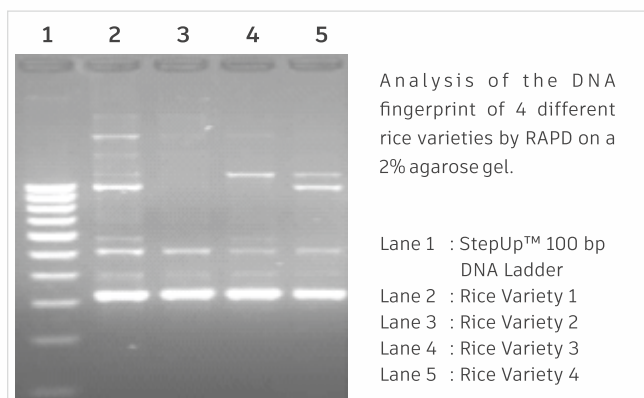 1 2 3 4 5
Analysis of the DNA
fingerprint of 4 different
rice varieties by RAPD on a
2% agarose gel.
Lane 1 : StepUp™ 100 bp
DNA Ladder
Lane 2 : Rice Variety 1
Lane 3 : Rice Variety 2
Lane 4 : Rice Variety 3
Lane 5 : Rice Variety 4